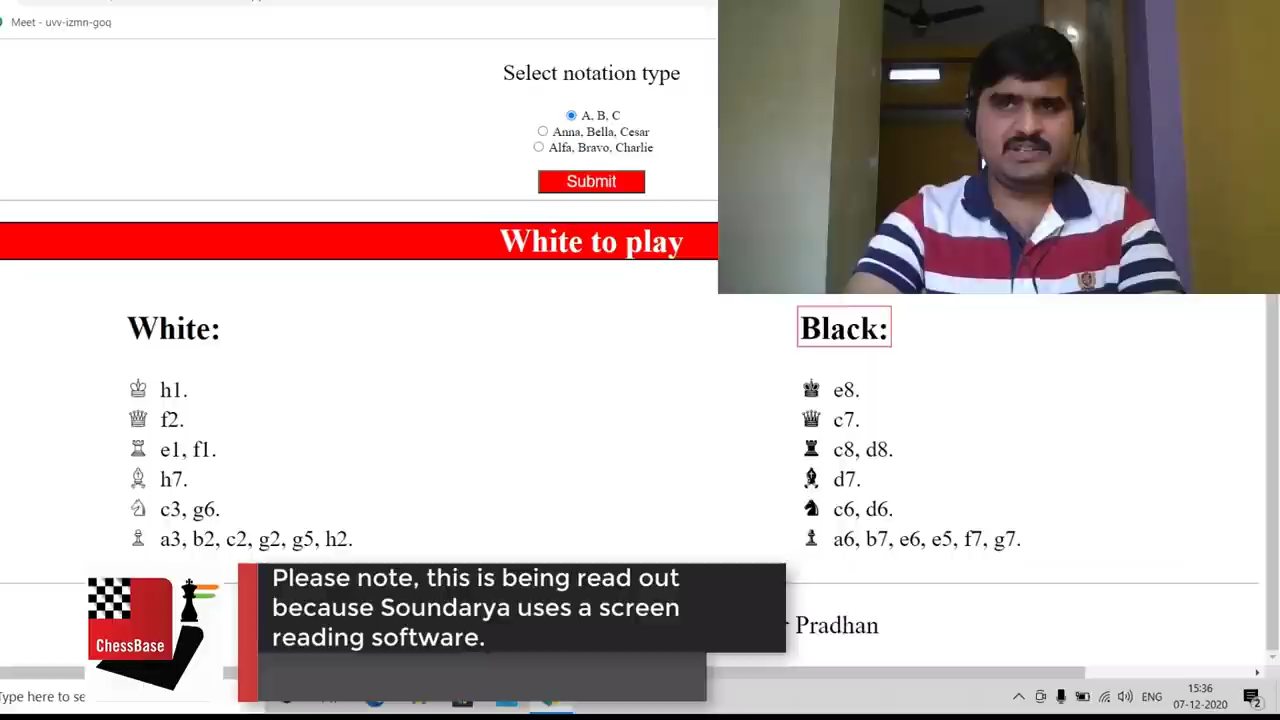 Meet - uvv-izmn-goq
Select notation type
A, B, C
Anna, Bella, Cesar
Alfa, Bravo, Charlie
Submit
White to play
White:
♔ h1.
♕ f2.
♖ e1, f1.
♗ h7.
♘ c3, g6.
♙ a3, b2, c2, g2, g5, h2.
Black:
♚ e8.
♛ c7.
♜ c8, d8.
♝ d7.
♞ c6, d6.
♟ a6, b7, e6, e5, f7, g7.
Pradhan
ChessBase
Please note, this is being read out
because Soundarya uses a screen
reading software.
Type here to se
ENG
15:36
07-12-2020
2